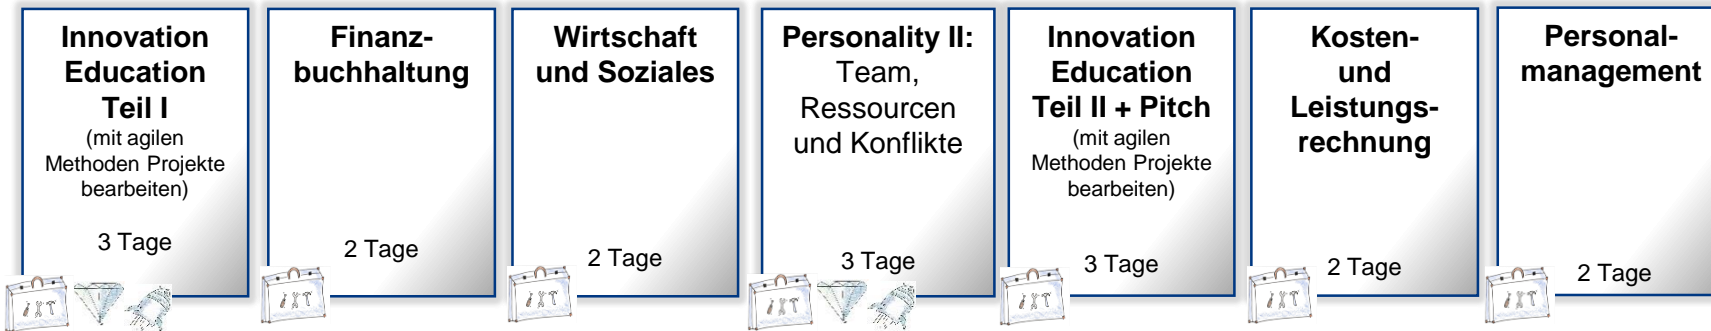 Innovation
Education
Teil I
(mit agilen
Methoden Projekte
bearbeiten)
3 Tage
Finanz-
buchhaltung
2 Tage
Wirtschaft
und Soziales
2 Tage
Personality II:
Team,
Ressourcen
und Konflikte
3 Tage
Innovation
Education
Teil II + Pitch
(mit agilen
Methoden Projekte
bearbeiten)
3 Tage
Kosten-
und
Leistungs-
rechnung
2 Tage
Personal-
management
2 Tage